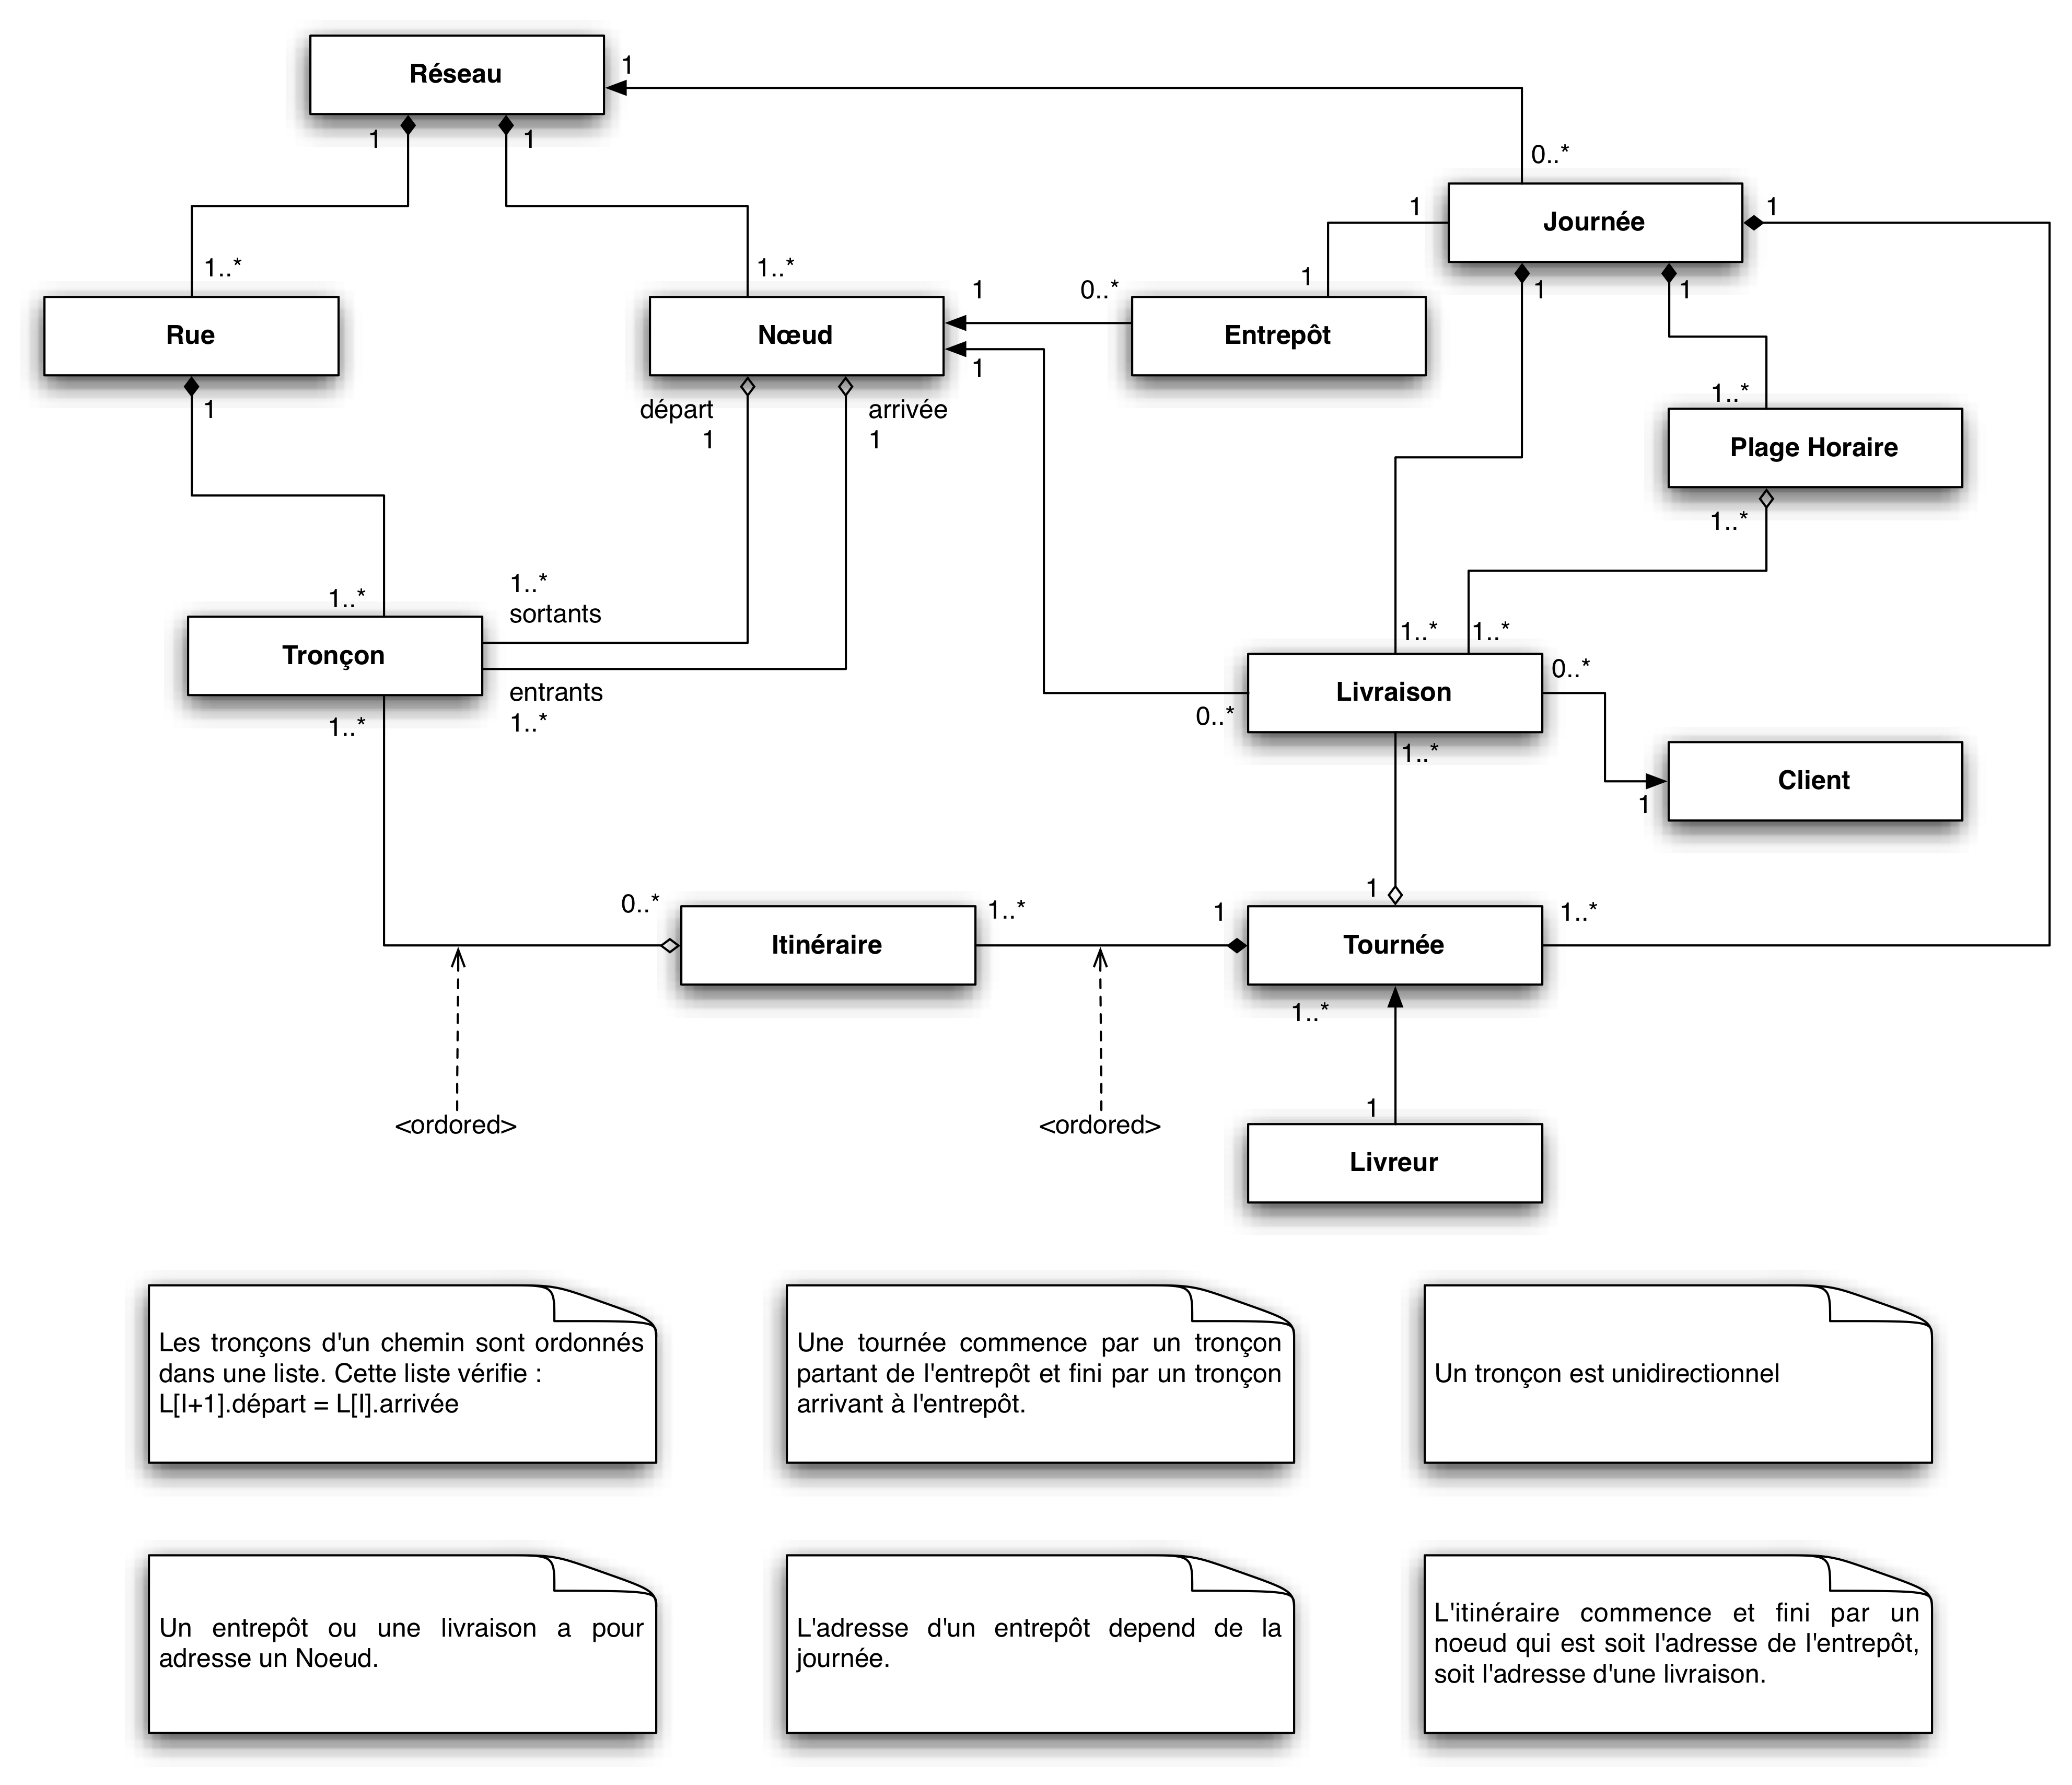 Réseau
1
1
1
0..*
1
Journée
1
1..*
1..*
1
0..*
1
1
1
Rue
Nœud
Entrepôt
1
1
départ
1
arrivée
1
1..*
Plage Horaire
1..*
1..*
1..*
sortants
1..*
1..*
Tronçon
Livraison
0..*
entrants
1..*
1..*
0..*
1..*
Client
1
0..*
1..*
1
1
1..*
Itinéraire
Tournée
1..*
<ordored>
<ordored>
1
Livreur
Les tronçons d'un chemin sont ordonnés
dans une liste. Cette liste vérifie :
L[I+1].départ = L[I].arrivée
Une tournée commence par un tronçon
partant de l'entrepôt et fini par un tronçon
arrivant à l'entrepôt.
Un tronçon est unidirectionnel
Un entrepôt ou une livraison a pour
adresse un Noeud.
L'adresse d'un entrepôt depend de la
journée.
L'itinéraire commence et fini par un
noeud qui est soit l'adresse de l'entrepôt,
soit l'adresse d'une livraison.